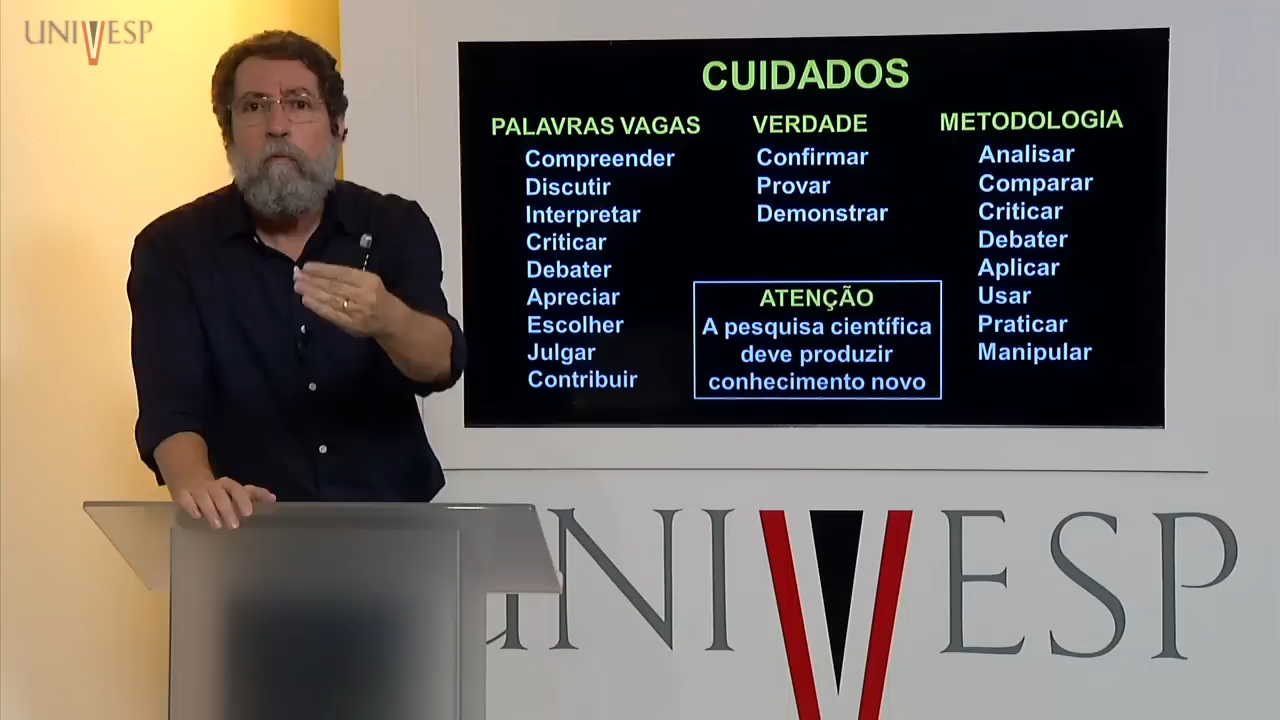 UNIVESP
CUIDADOS
PALAVRAS VAGAS
Compreender
Discutir
Interpretar
Criticar
Debater
Apreciar
Escolher
Julgar
Contribuir
VERDADE
Confirmar
Provar
Demonstrar
ATENÇÃO
A pesquisa científica
deve produzir
conhecimento novo
METODOLOGIA
Analisar
Comparar
Criticar
Debater
Aplicar
Usar
Praticar
Manipular
UNIVESP